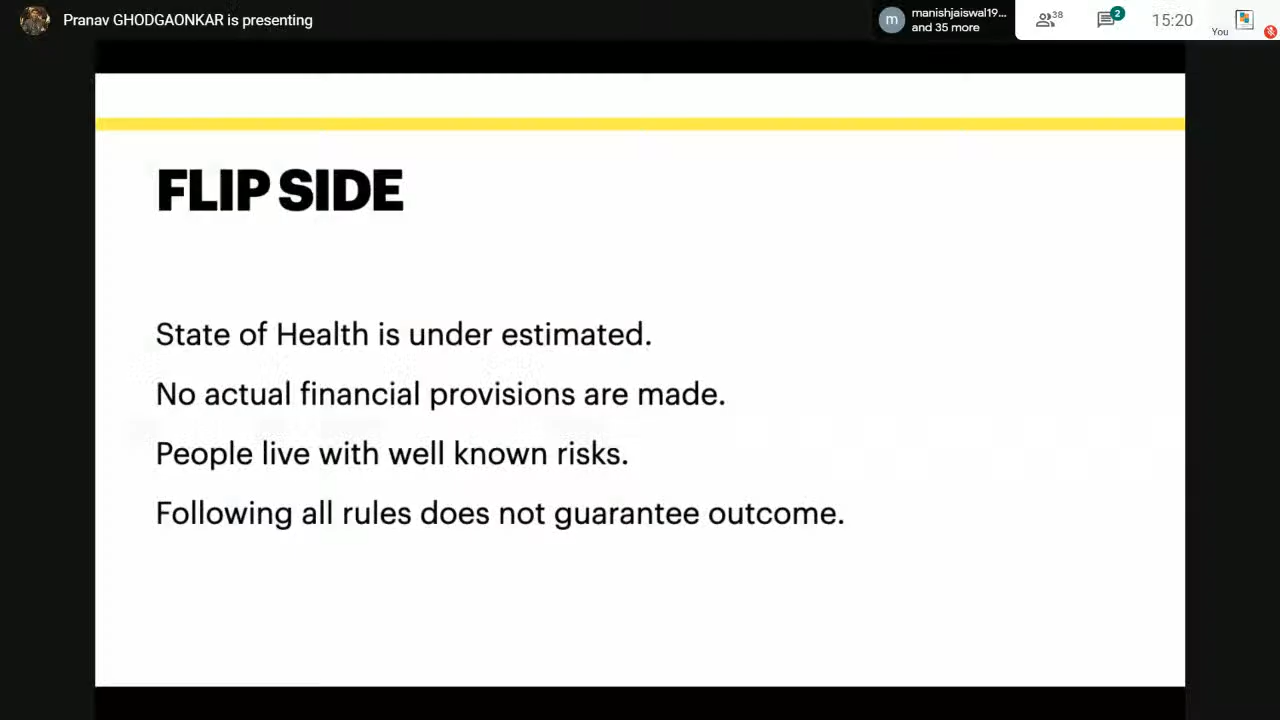 Pranav GHODGAONKAR is presenting
m
manishjaiswal19...
and 35 more
38
2
15:20
You
FLIP SIDE
State of Health is under estimated.
No actual financial provisions are made.
People live with well known risks.
Following all rules does not guarantee outcome.